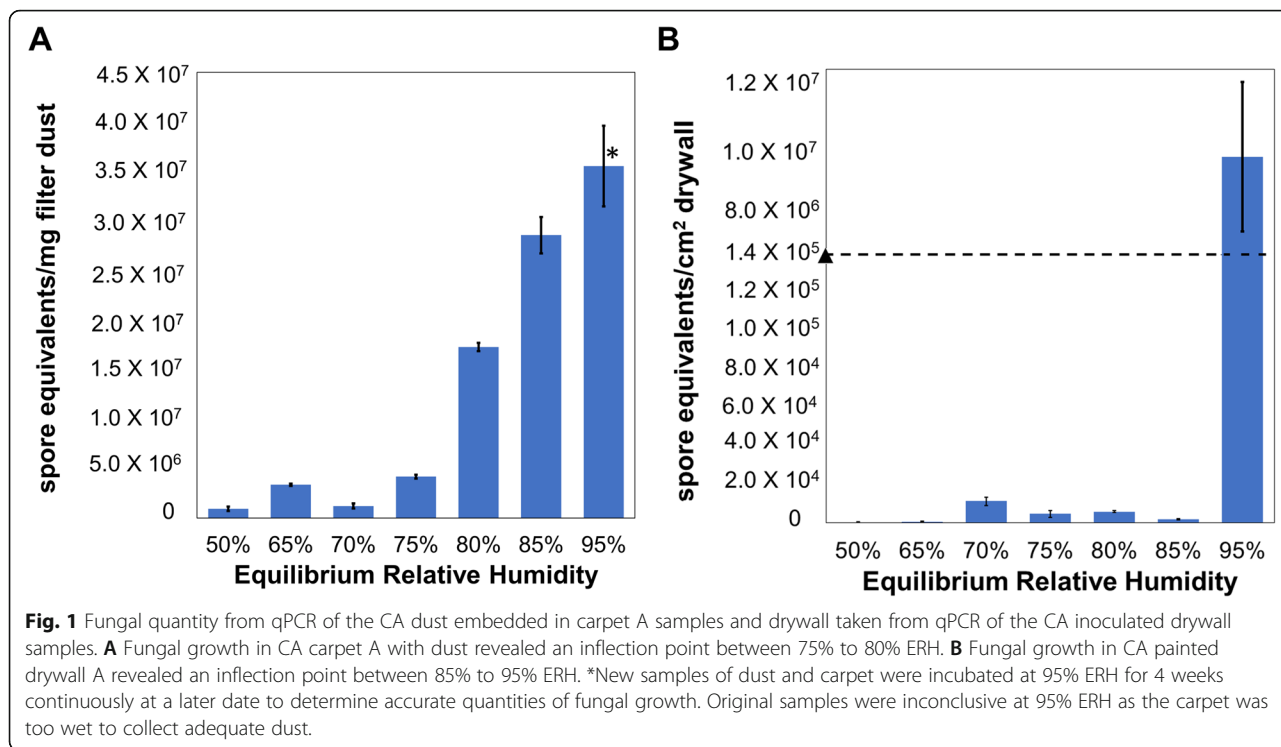 A
spore equivalents/mg filter dust
4.5 X 10⁷
4.0 X 10⁷
3.5 X 10⁷
3.0 X 10⁷
2.5 X 10⁷
2.0 X 10⁷
1.5 X 10⁷
1.0 X 10⁷
5.0 X 10⁶
0
*
50% 65% 70% 75% 80% 85% 95%
Equilibrium Relative Humidity
B
spore equivalents/cm² drywall
1.2 X 10⁷
1.0 X 10⁷
8.0 X 10⁶
1.4 X 10⁵
1.2 X 10⁵
1.0 X 10⁵
8.0 X 10⁴
6.0 X 10⁴
4.0 X 10⁴
2.0 X 10⁴
0
50% 65% 70% 75% 80% 85% 95%
Equilibrium Relative Humidity
Fig. 1 Fungal quantity from qPCR of the CA dust embedded in carpet A samples and drywall taken from qPCR of the CA inoculated drywall
samples. A Fungal growth in CA carpet A with dust revealed an inflection point between 75% to 80% ERH. B Fungal growth in CA painted
drywall A revealed an inflection point between 85% to 95% ERH. *New samples of dust and carpet were incubated at 95% ERH for 4 weeks
continuously at a later date to determine accurate quantities of fungal growth. Original samples were inconclusive at 95% ERH as the carpet was
too wet to collect adequate dust.